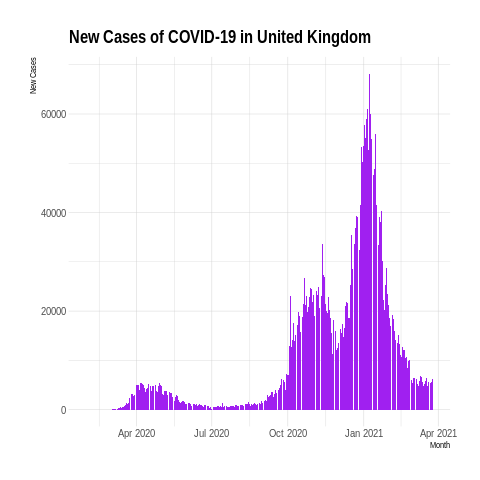 New Cases of COVID-19 in United Kingdom
New Cases
60000
40000
20000
0
Apr 2020 Jul 2020 Oct 2020 Jan 2021 Apr 2021
Month